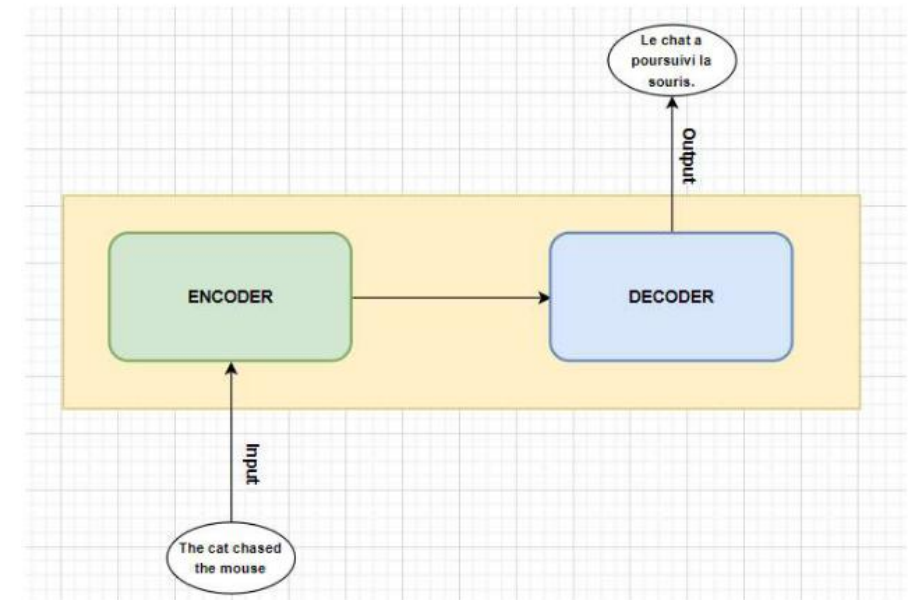 Le chat a
poursuivi la
souris.
Output
ENCODER
DECODER
Input
The cat chased
the mouse